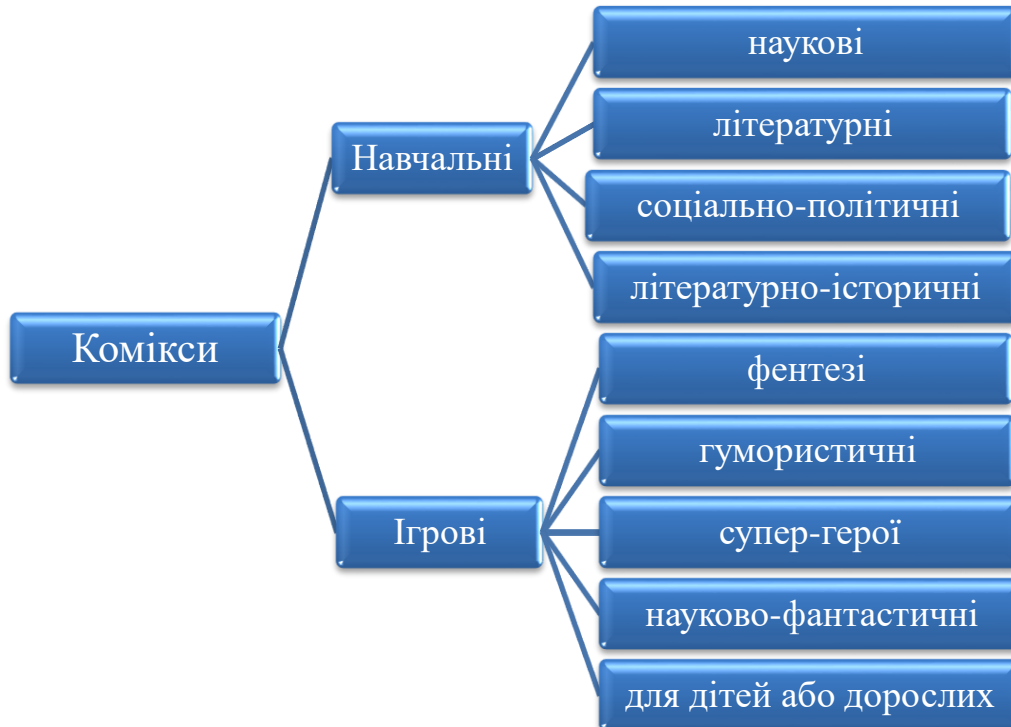 Комікси
Навчальні
наукові
літературні
соціально-політичні
літературно-історичні
Ігрові
фентезі
гумористичні
супер-герої
науково-фантастичні
для дітей або дорослих